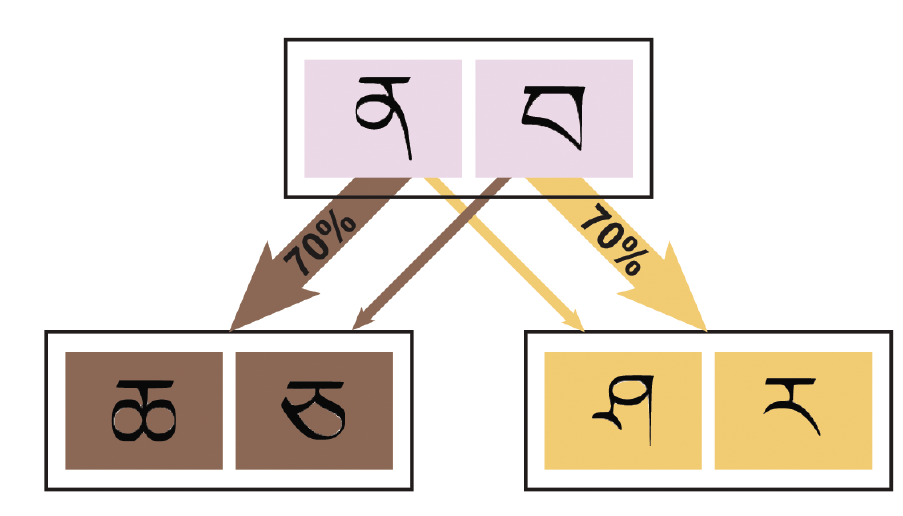 ན བ
70% 70%
ཆ ཅ ཤ ར